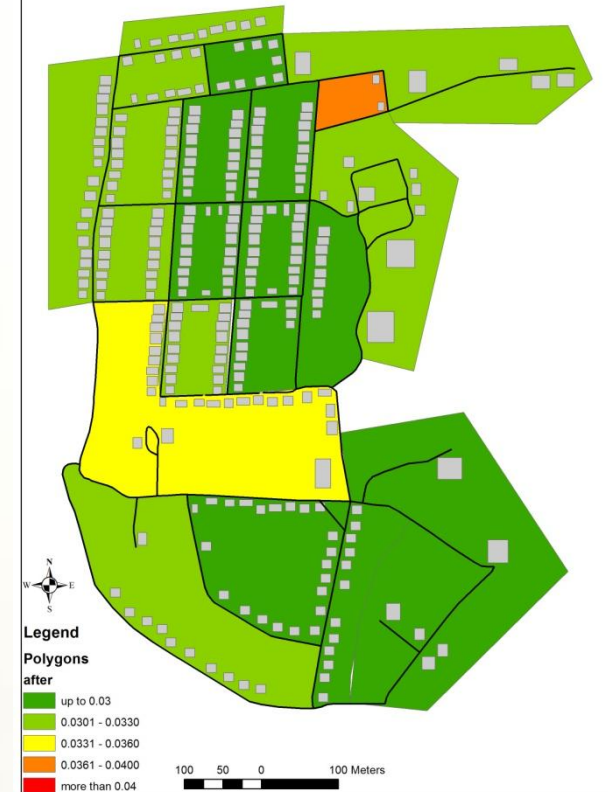 N
W E
S
Legend
Polygons
after
up to 0.03
0.0301 - 0.0330
0.0331 - 0.0360
0.0361 - 0.0400
more than 0.04
100 50 0 100 Meters